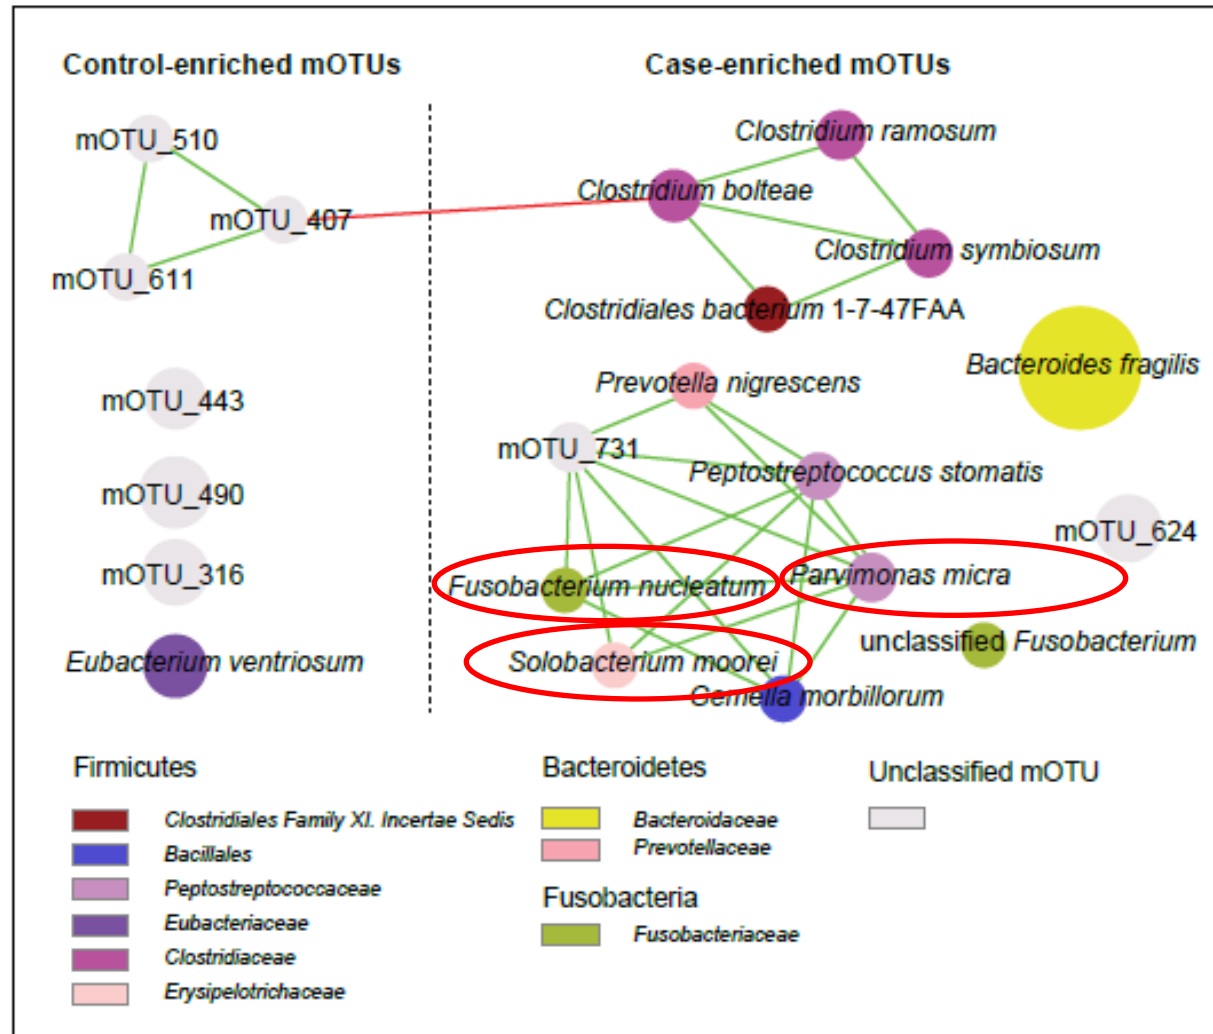 Control-enriched mOTUs
Case-enriched mOTUs
mOTU_510
mOTU_407
mOTU_611
mOTU_443
mOTU_490
mOTU_316
Eubacterium ventriosum
Clostridium ramosum
Clostridium bolteae
Clostridium symbiosum
Clostridiales bacterium 1-7-47FAA
Bacteroides fragilis
Prevotella nigrescens
mOTU_731
Peptostreptococcus stomatis
mOTU_624
Fusobacterium nucleatum
Parvimonas micra
unclassified Fusobacterium
Solobacterium moorei
Gemella morbillorum
Firmicutes
Clostridiales Family XI. Incertae Sedis
Bacillales
Peptostreptococcaceae
Eubacteriaceae
Clostridiaceae
Erysipelotrichaceae
Bacteroidetes
Bacteroidaceae
Prevotellaceae
Fusobacteria
Fusobacteriaceae
Unclassified mOTU